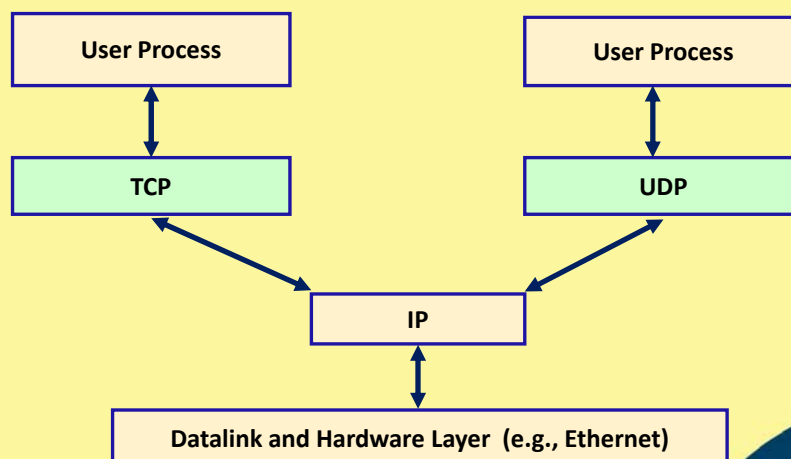 User Process
User Process
TCP
UDP
IP
Datalink and Hardware Layer (e.g., Ethernet)